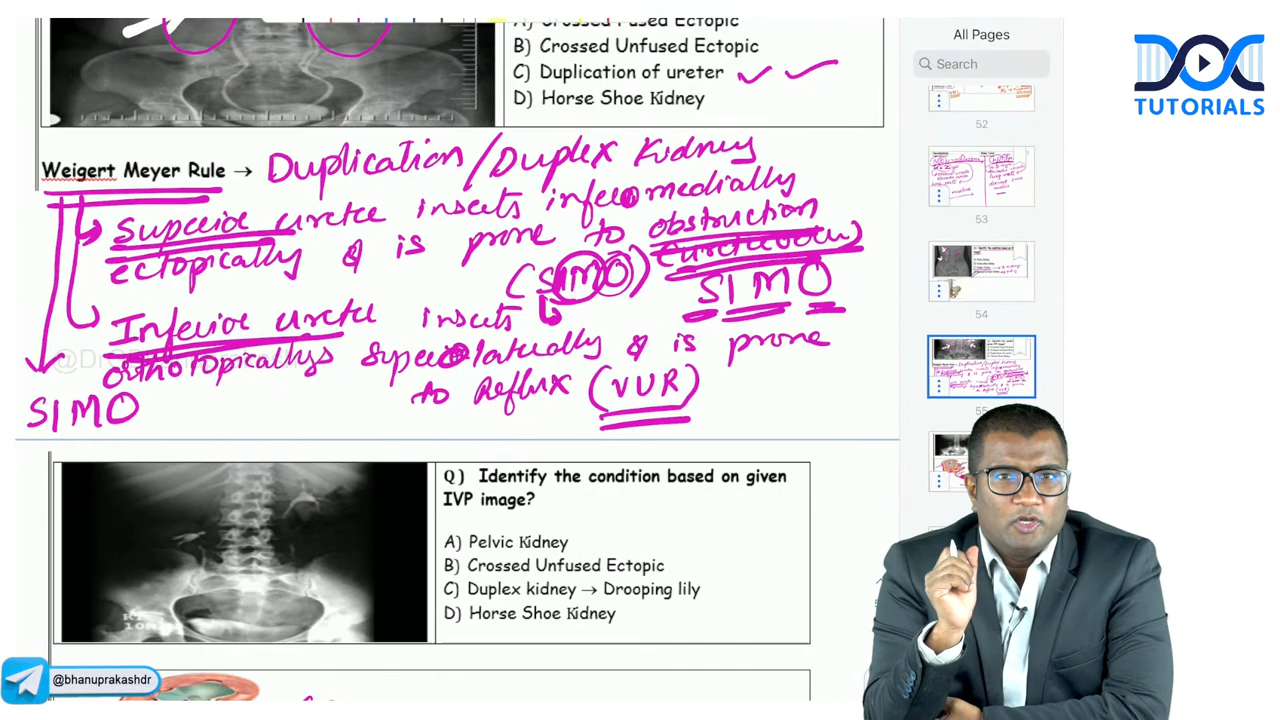 B) Crossed Unfused Ectopic
C) Duplication of ureter
D) Horse Shoe Kidney
Weigert Meyer Rule → Duplication/Duplex Kidney
Superior ureter inserts inferomedially
ectopically & is prone to obstruction
(SIMO)
SIMO
Inferior ureter inserts
orthotopically superolaterally & is prone
to Reflux (VUR)
SIMO
Q) Identify the condition based on given
IVP image?
A) Pelvic Kidney
B) Crossed Unfused Ectopic
C) Duplex kidney → Drooping lily
D) Horse Shoe Kidney
All Pages
Search
52
53
54
DOC
TUTORIALS
@bhanuprakashdr